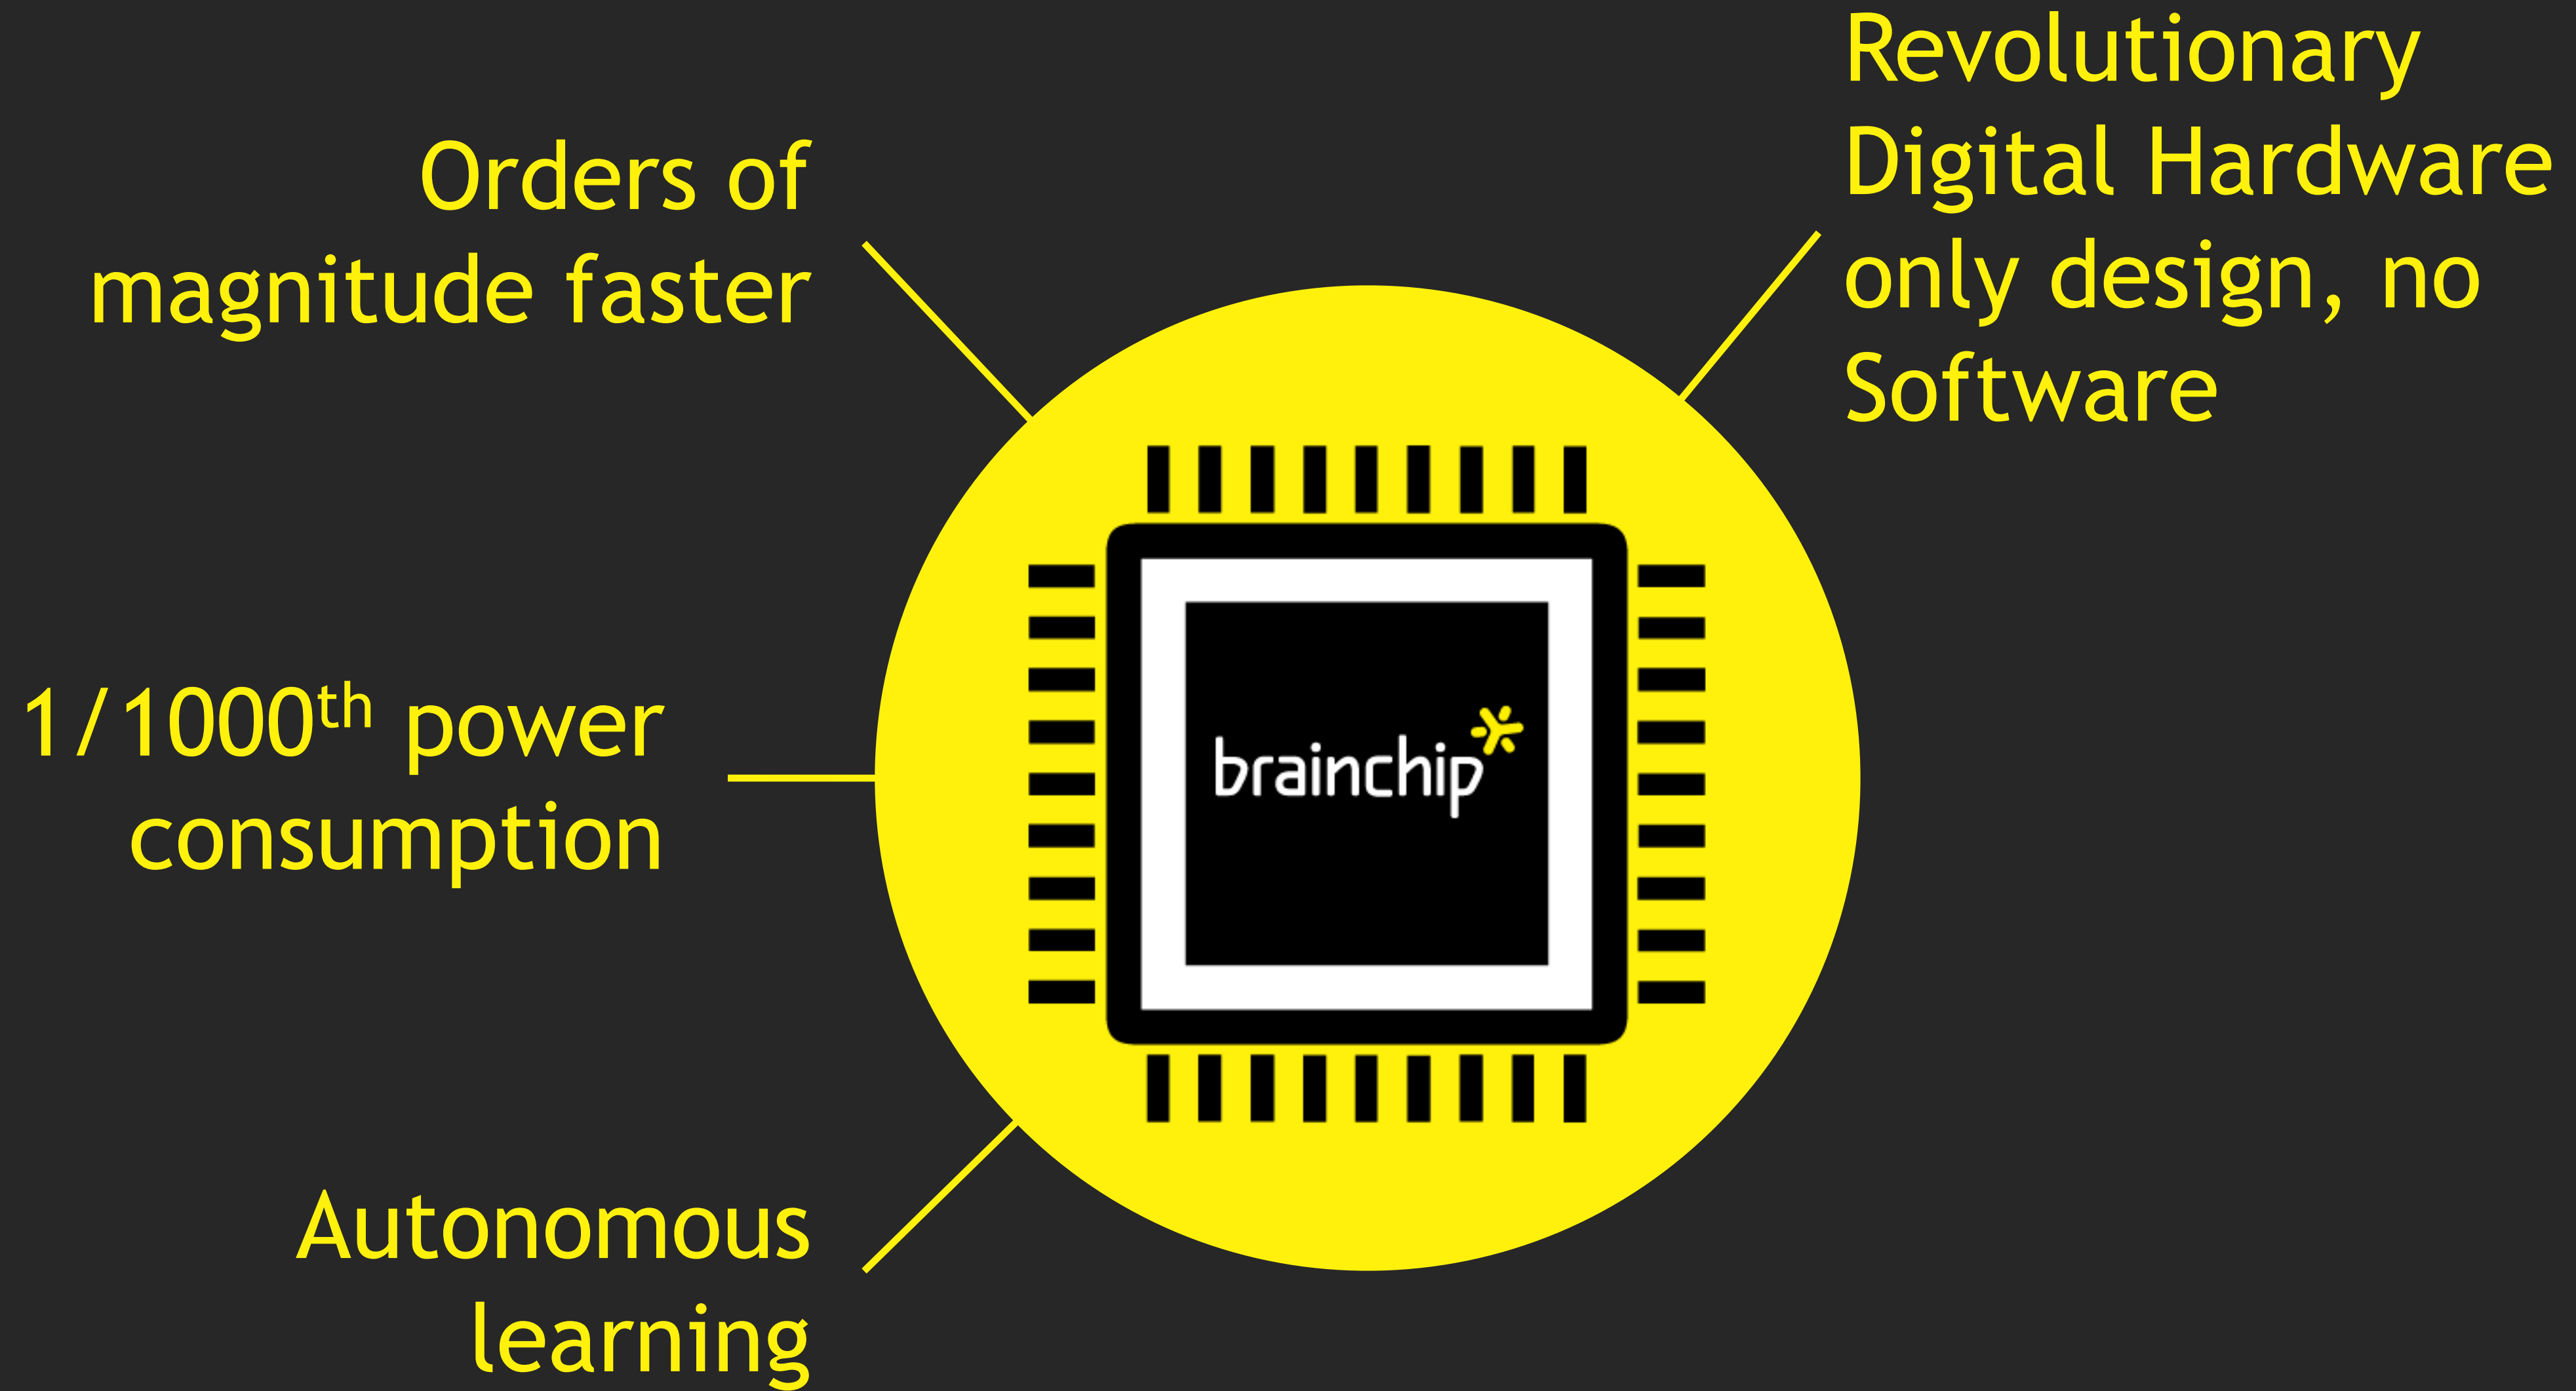 Orders of
magnitude faster
Revolutionary
Digital Hardware
only design, no
Software
1/1000th power
consumption
brainchip
Autonomous
learning